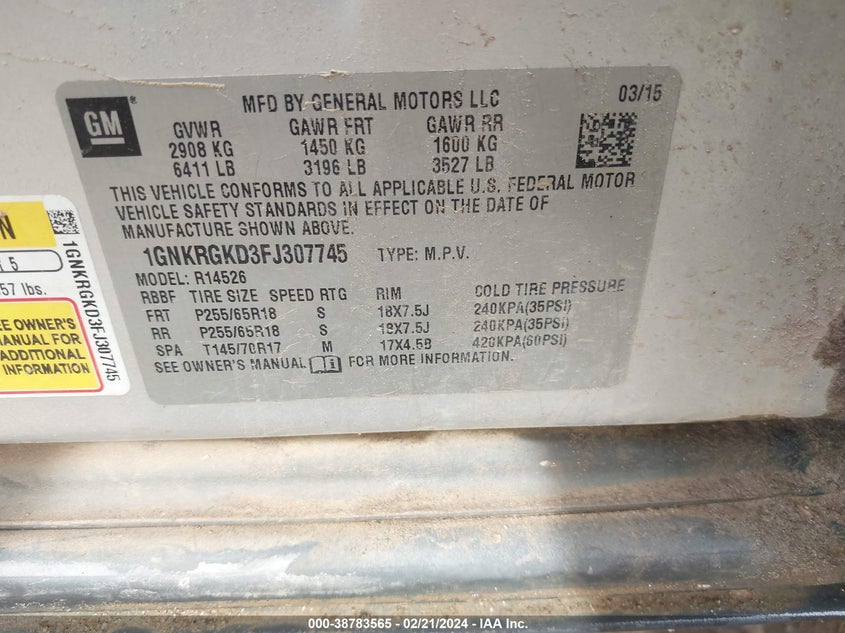 GM
MFD BY GENERAL MOTORS LLC 03/15
GVWR GAWR FRT GAWR RR
2908 KG 1450 KG 1600 KG
6411 LB 3196 LB 3527 LB
THIS VEHICLE CONFORMS TO ALL APPLICABLE U.S. FEDERAL MOTOR
VEHICLE SAFETY STANDARDS IN EFFECT ON THE DATE OF
MANUFACTURE SHOWN ABOVE.
1GNKRGKD3FJ307745 TYPE: M.P.V.
MODEL: R14526
RBBF TIRE SIZE SPEED RTG RIM COLD TIRE PRESSURE
FRT P255/65R18 S 18X7.5J 240KPA(35PSI)
RR P255/65R18 S 18X7.5J 240KPA(35PSI)
SPA T145/70R17 M 17X4.5B 420KPA(60PSI)
SEE OWNER'S MANUAL FOR MORE INFORMATION.
N
5
57 lbs.
SEE OWNER'S
MANUAL FOR
ADDITIONAL
INFORMATION
1GNKRGKD3FJ307745
000-38783565 - 02/21/2024 - IAA Inc.